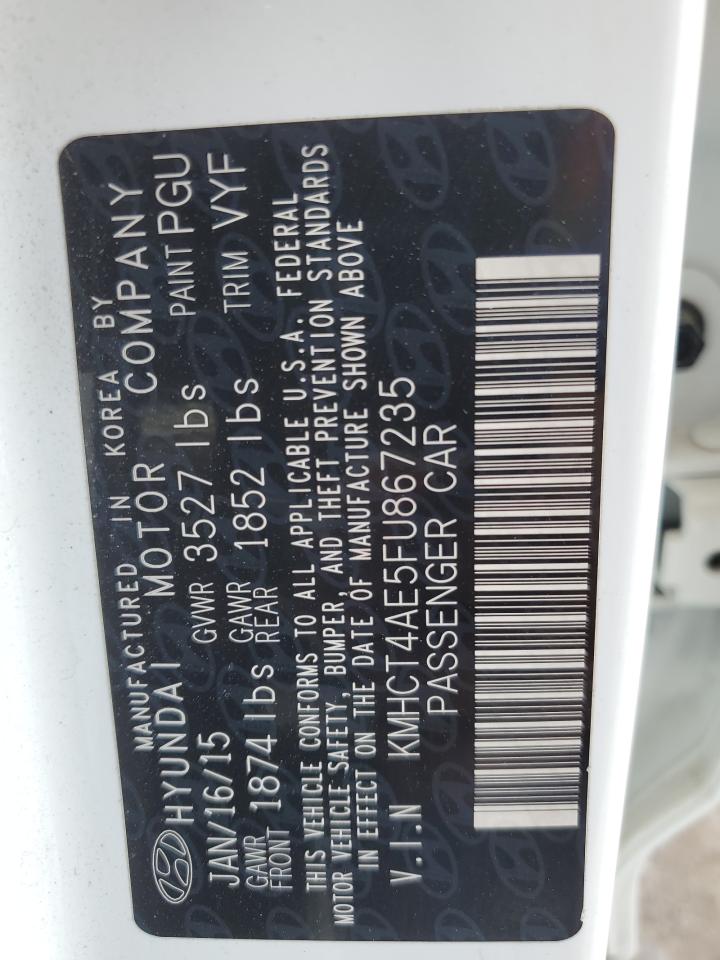 MANUFACTURED IN KOREA BY
HYUNDAI MOTOR COMPANY
JAN/16/15 GVWR 3527 lbs PAINT PGU
GAWR FRONT 1874 lbs GAWR REAR 1852 lbs TRIM VYF
THIS VEHICLE CONFORMS TO ALL APPLICABLE U.S.A. FEDERAL
MOTOR VEHICLE SAFETY, BUMPER, AND THEFT PREVENTION STANDARDS
IN EFFECT ON THE DATE OF MANUFACTURE SHOWN ABOVE
V.I.N KMHCT4AE5FU867235
PASSENGER CAR